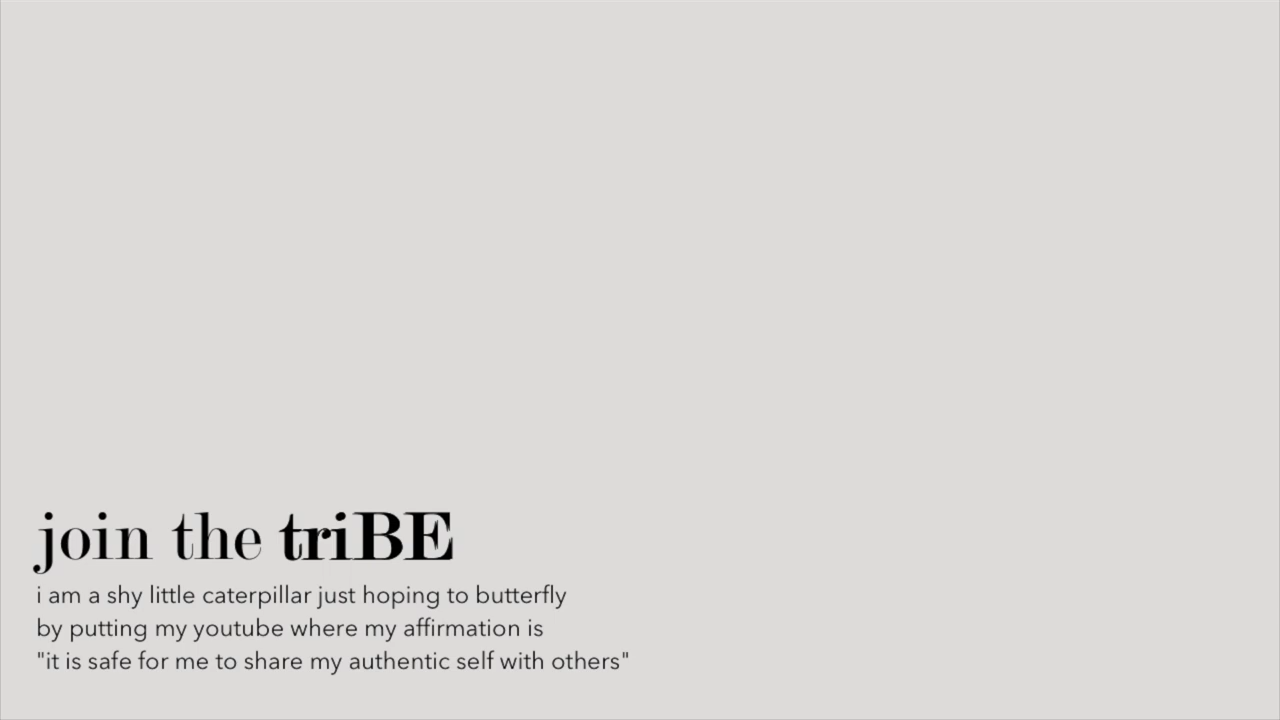 join the triBE
i am a shy little caterpillar just hoping to butterfly
by putting my youtube where my affirmation is
"it is safe for me to share my authentic self with others"